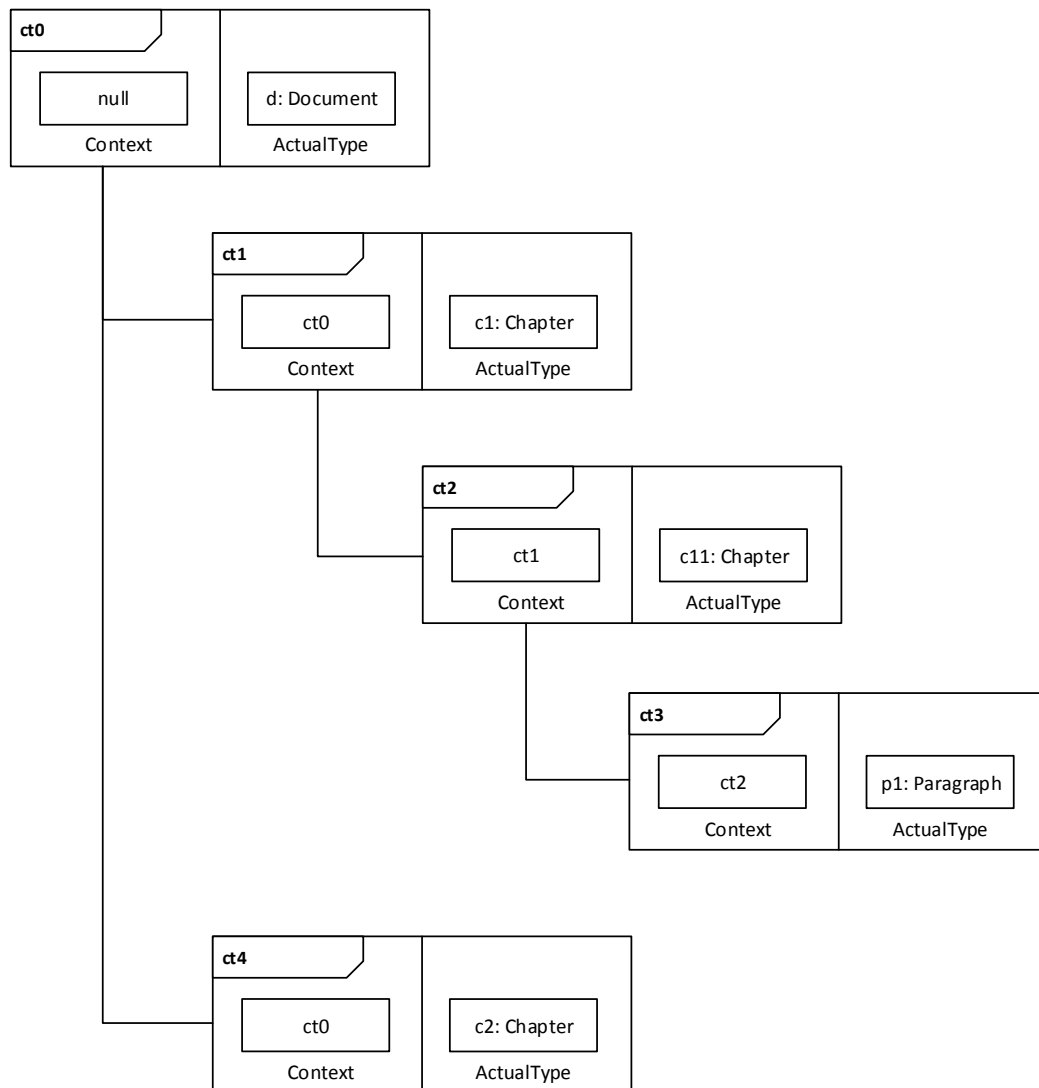 ct0
null
d: Document
Context
ActualType
ct1
ct0
c1: Chapter
Context
ActualType
ct2
ct1
c11: Chapter
Context
ActualType
ct3
ct2
p1: Paragraph
Context
ActualType
ct4
ct0
c2: Chapter
Context
ActualType